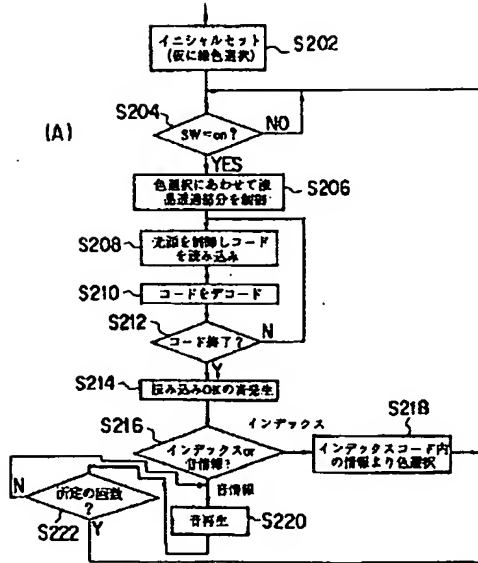 イニシャルセット
(仮に緑色選択)
S202
(A)
S204
SW=on?
NO
YES
色選択にあわせて液
晶透過部分を制御
S206
S208
光源を制御しコード
を読み込み
S210
コードをデコード
S212
コード終了?
N
Y
S214
読み込みOKの音発生
S216
インデックスor
音情報?
インデックス
S218
インデックスコード内
の情報より色選択
音情報
N
所定の回数
?
S222
Y
音再生
S220